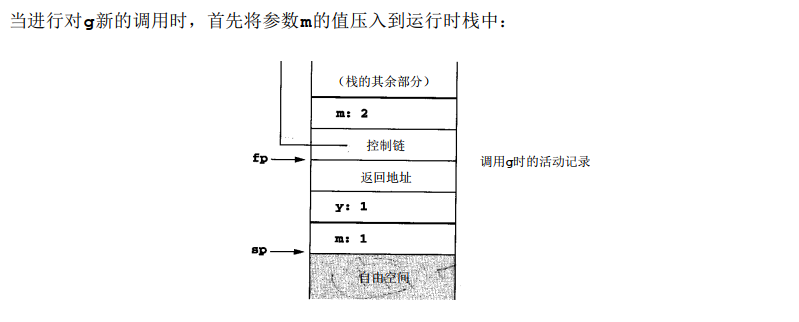 当进行对g新的调用时，首先将参数m的值压入到运行时栈中：
（栈的其余部分）
m: 2
控制链
fp
调用g时的活动记录
返回地址
y: 1
m: 1
sp
自由空间